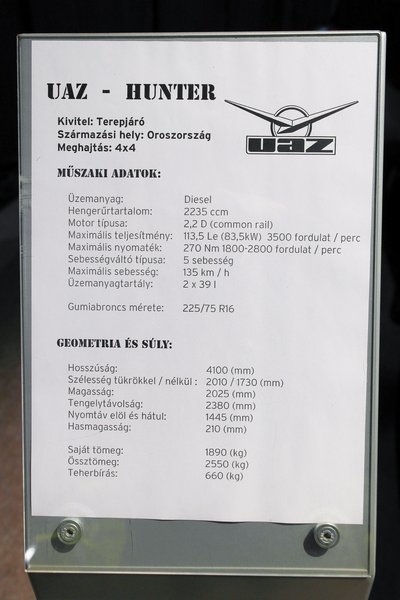 UAZ - HUNTER
Kivitel: Terepjáró
Származási hely: Oroszország
Meghajtás: 4x4
uaz
MŰSZAKI ADATOK:
Üzemanyag: Diesel
Hengerűrtartalom: 2235 ccm
Motor típusa: 2,2 D (common rail)
Maximális teljesítmény: 113,5 Le (83,5kW) 3500 fordulat / perc
Maximális nyomaték: 270 Nm 1800-2800 fordulat / perc
Sebességváltó típusa: 5 sebesség
Maximális sebesség: 135 km / h
Üzemanyagtartály: 2 x 39 l
Gumiabroncs mérete: 225/75 R16
GEOMETRIA ÉS SÚLY:
Hosszúság: 4100 (mm)
Szélesség tükrökkel / nélkül : 2010 / 1730 (mm)
Magasság: 2025 (mm)
Tengelytávolság: 2380 (mm)
Nyomtáv elöl és hátul: 1445 (mm)
Hasmagasság: 210 (mm)
Saját tömeg: 1890 (kg)
Össztömeg: 2550 (kg)
Teherbírás: 660 (kg)